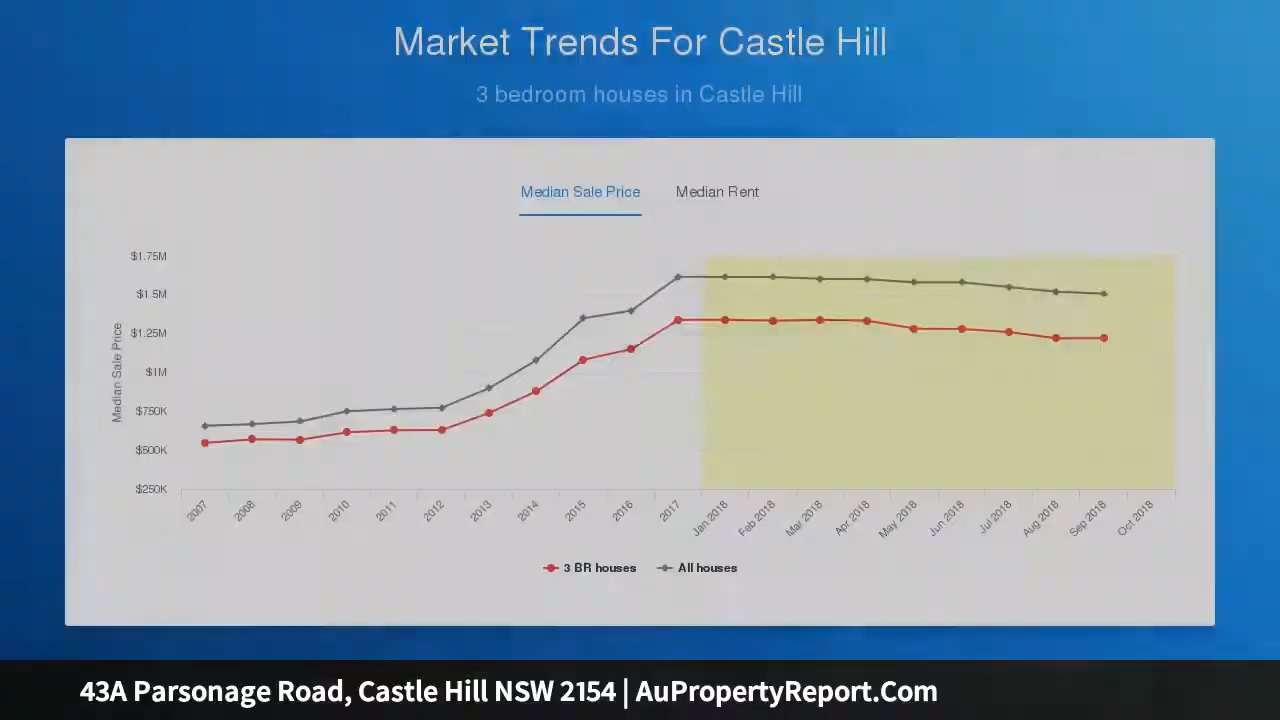 Market Trends For Castle Hill
3 bedroom houses in Castle Hill
Median Sale Price Median Rent
Median Sale Price
$1.75M
$1.5M
$1.25M
$1M
$750K
$500K
$250K
2007 2008 2009 2010 2011 2012 2013 2014 2015 2016 2017 Jan 2018 Feb 2018 Mar 2018 Apr 2018 May 2018 Jun 2018 Jul 2018 Aug 2018 Sep 2018 Oct 2018
3 BR houses All houses
43A Parsonage Road, Castle Hill NSW 2154 | AuPropertyReport.Com